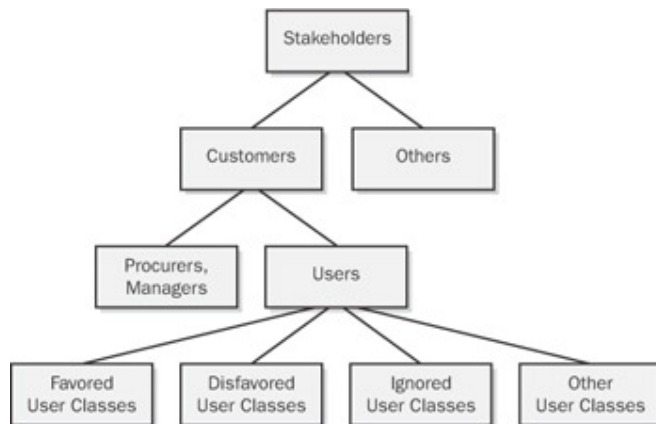 Stakeholders
Customers
Others
Procurers,
Managers
Users
Favored
User Classes
Disfavored
User Classes
Ignored
User Classes
Other
User Classes